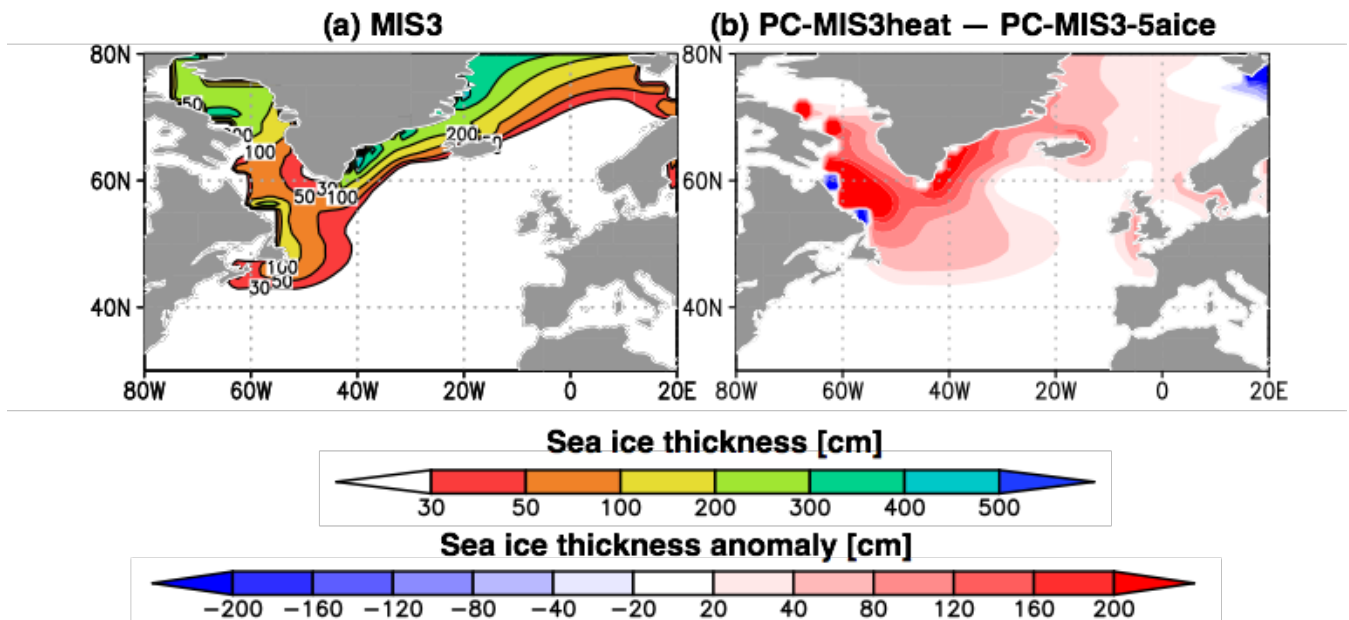 (a) MIS3
(b) PC-MIS3heat — PC-MIS3-5aice
80N
60N
40N
80W 60W 40W 20W 0 20E
50
100
200
50
100
100
50
30
80N
60N
40N
80W 60W 40W 20W 0 20E
Sea ice thickness [cm]
30 50 100 200 300 400 500
Sea ice thickness anomaly [cm]
−200 −160 −120 −80 −40 −20 20 40 80 120 160 200